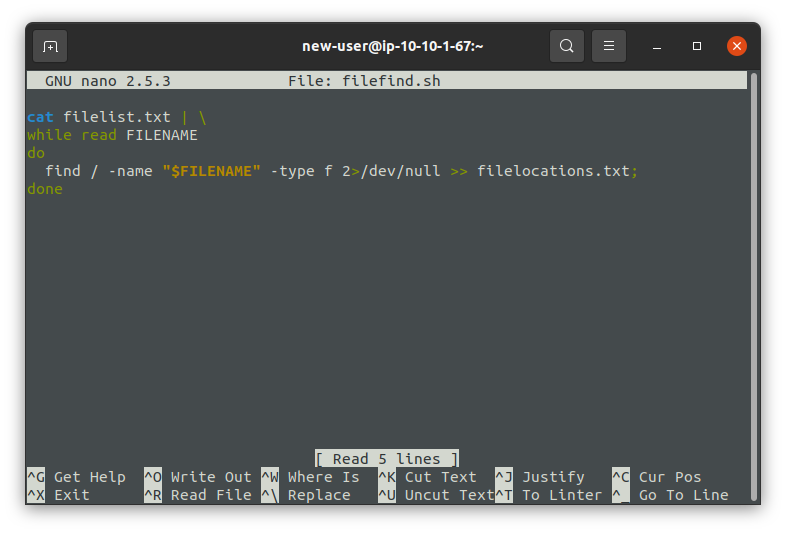 new-user@ip-10-10-1-67:~
GNU nano 2.5.3 File: filefind.sh
cat filelist.txt | \
while read FILENAME
do
  find / -name "$FILENAME" -type f 2>/dev/null >> filelocations.txt;
done
[ Read 5 lines ]
^G Get Help ^O Write Out ^W Where Is ^K Cut Text ^J Justify ^C Cur Pos
^X Exit ^R Read File ^\ Replace ^U Uncut Text ^T To Linter ^_ Go To Line